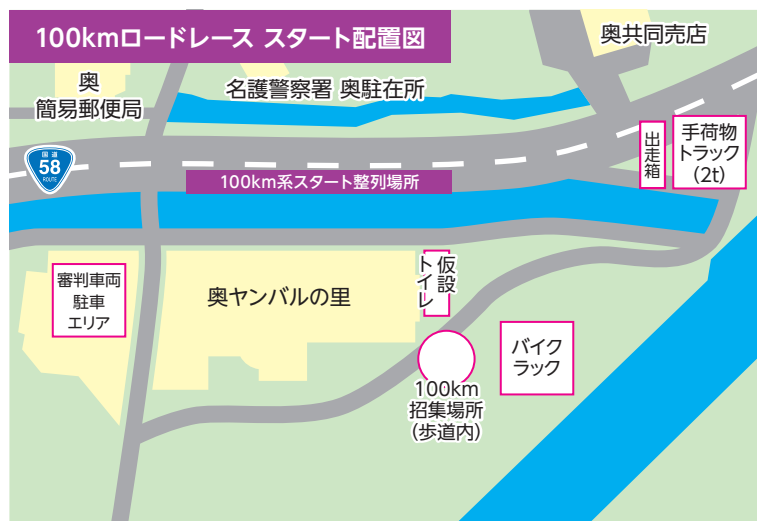 100kmロードレース スタート配置図
奥共同売店
奥
簡易郵便局
名護警察署 奥駐在所
国道
58
ROUTE
100km系スタート整列場所
出走箱
手荷物
トラック
(2t)
審判車両
駐車
エリア
奥ヤンバルの里
仮設
トイレ
バイク
ラック
100km
招集場所
(歩道内)